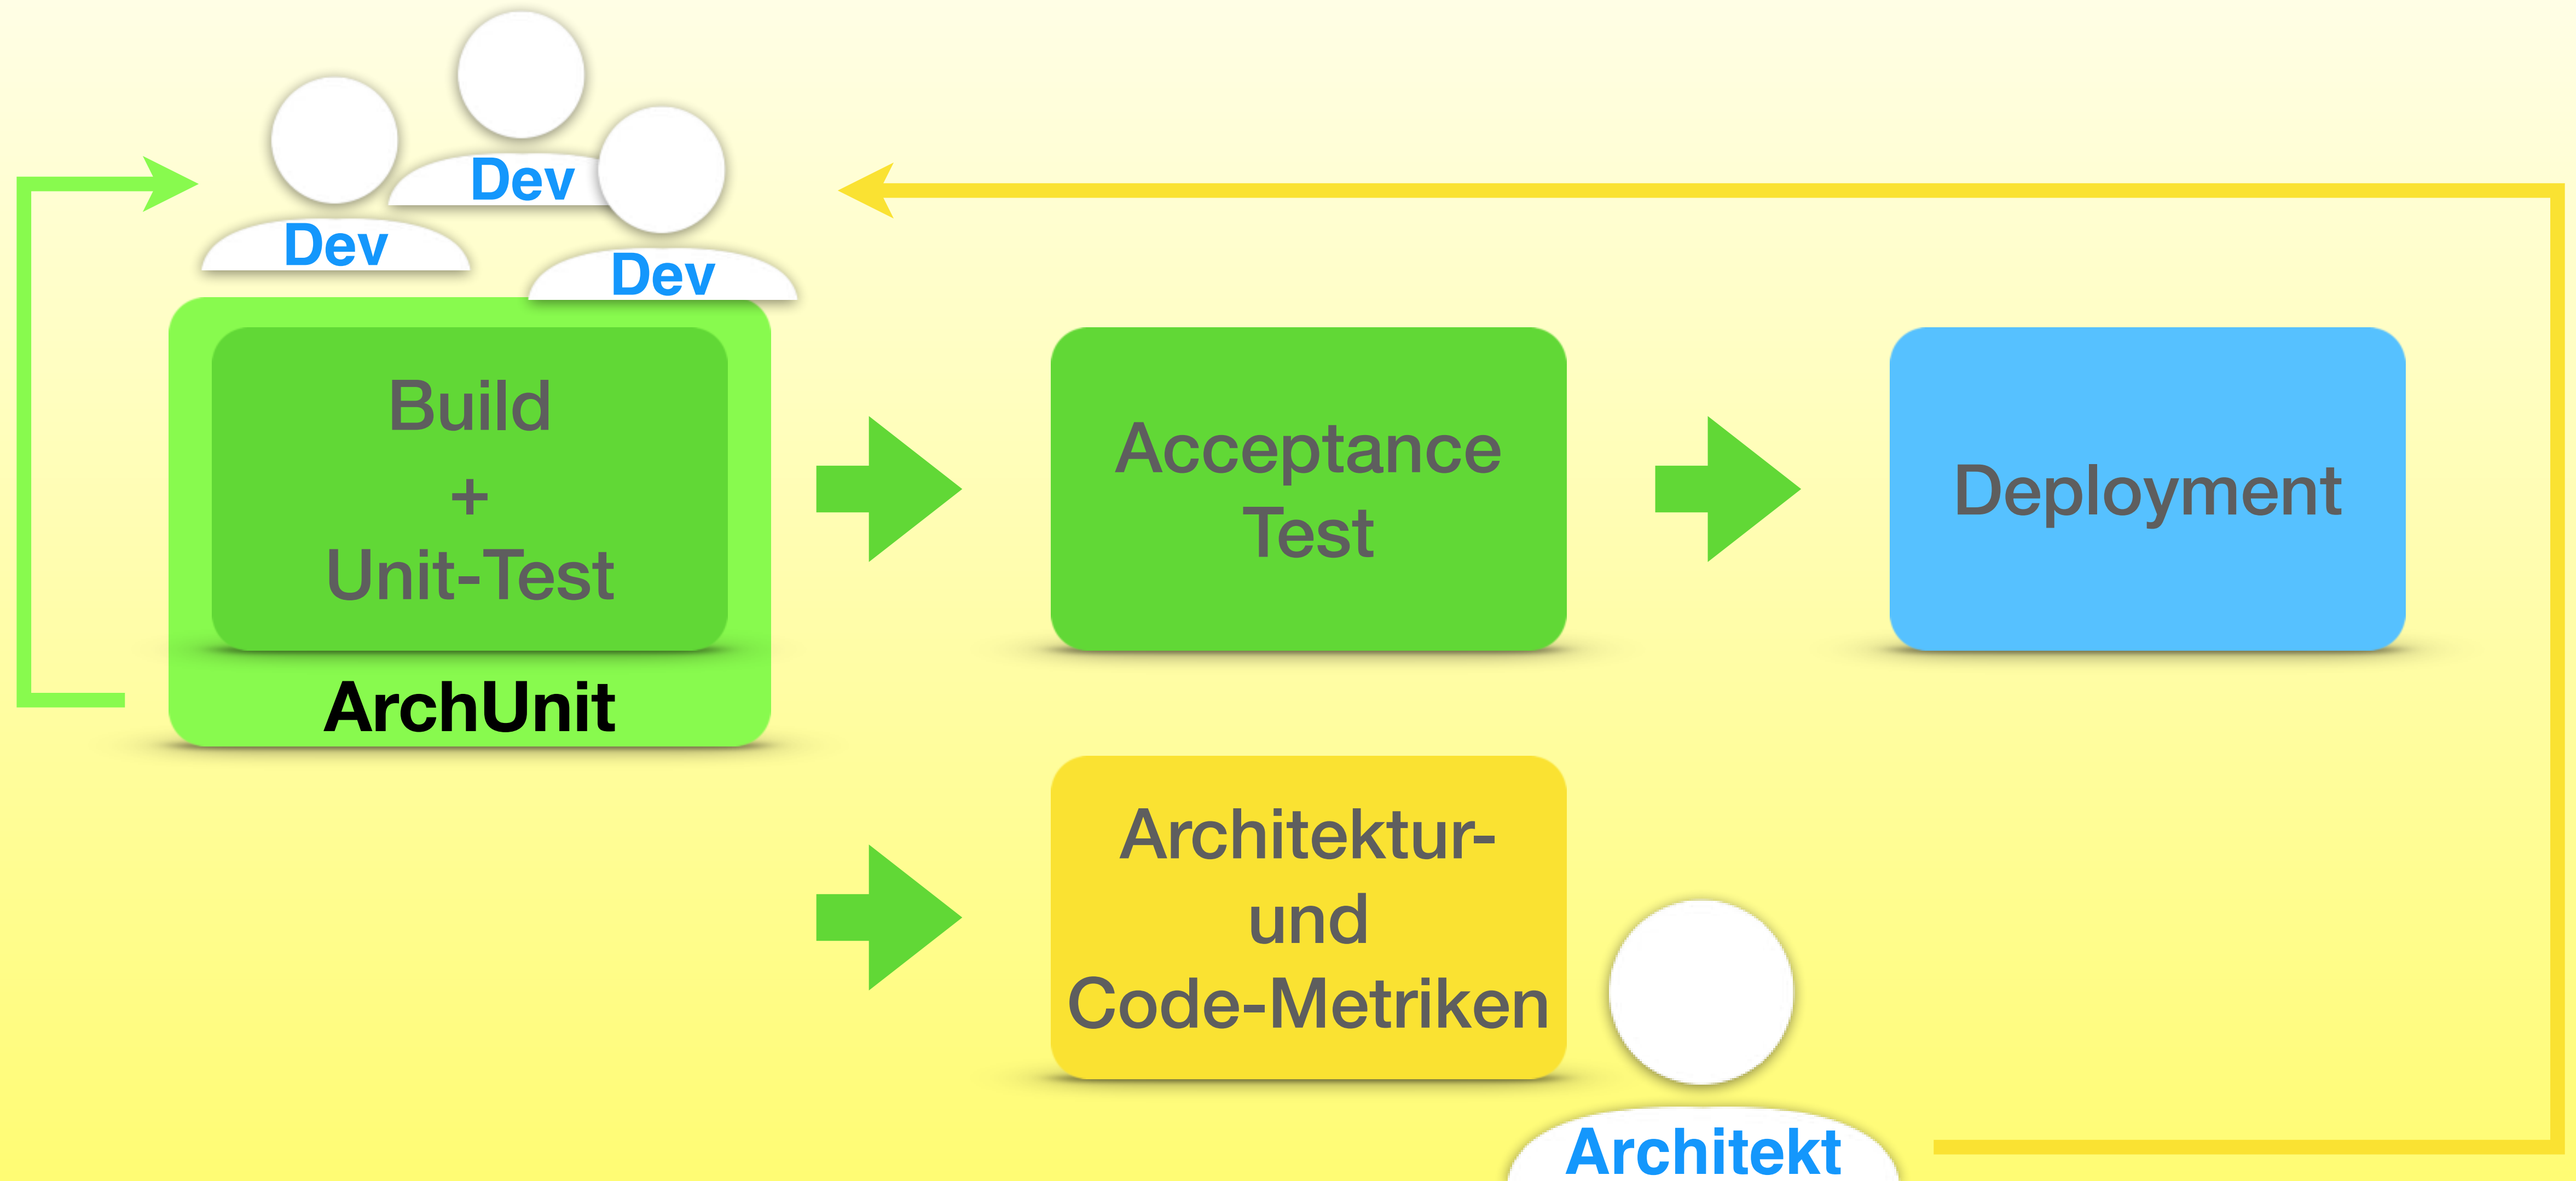 Dev
Dev
Dev
Build
+
Unit-Test
ArchUnit
Acceptance
Test
Deployment
Architektur-
und
Code-Metriken
Architekt